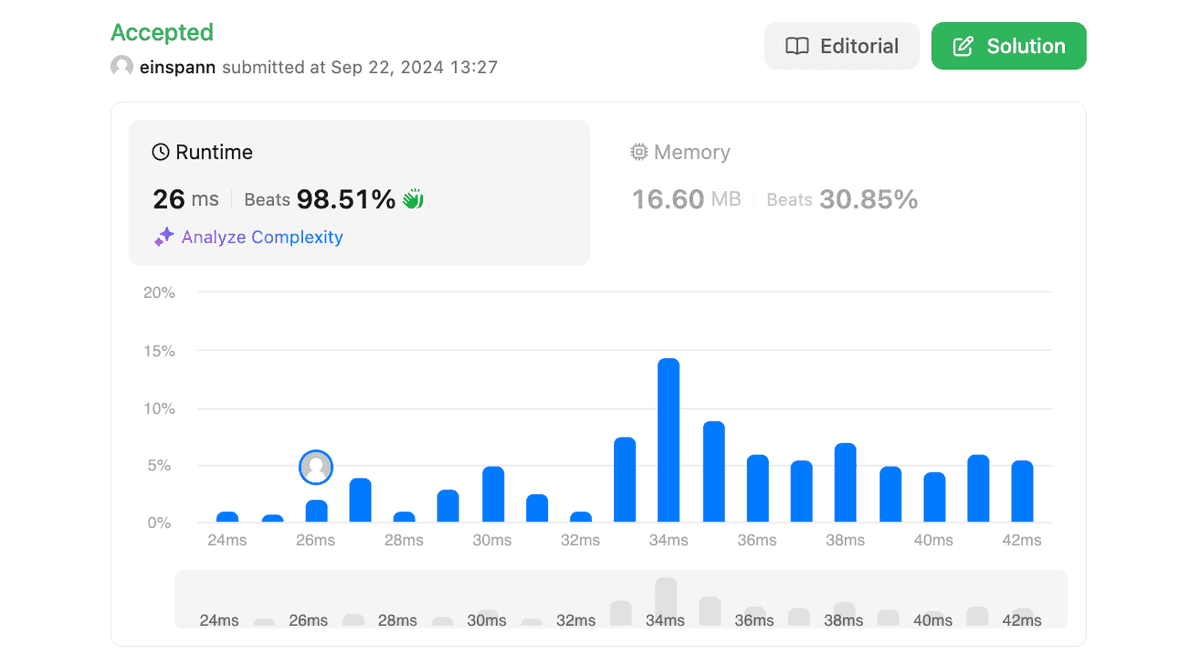 Accepted
Editorial
Solution
einspann submitted at Sep 22, 2024 13:27
Runtime
Memory
26 ms Beats 98.51%
16.60 MB Beats 30.85%
Analyze Complexity
20%
15%
10%
5%
0%
24ms 26ms 28ms 30ms 32ms 34ms 36ms 38ms 40ms 42ms
24ms 26ms 28ms 30ms 32ms 34ms 36ms 38ms 40ms 42ms